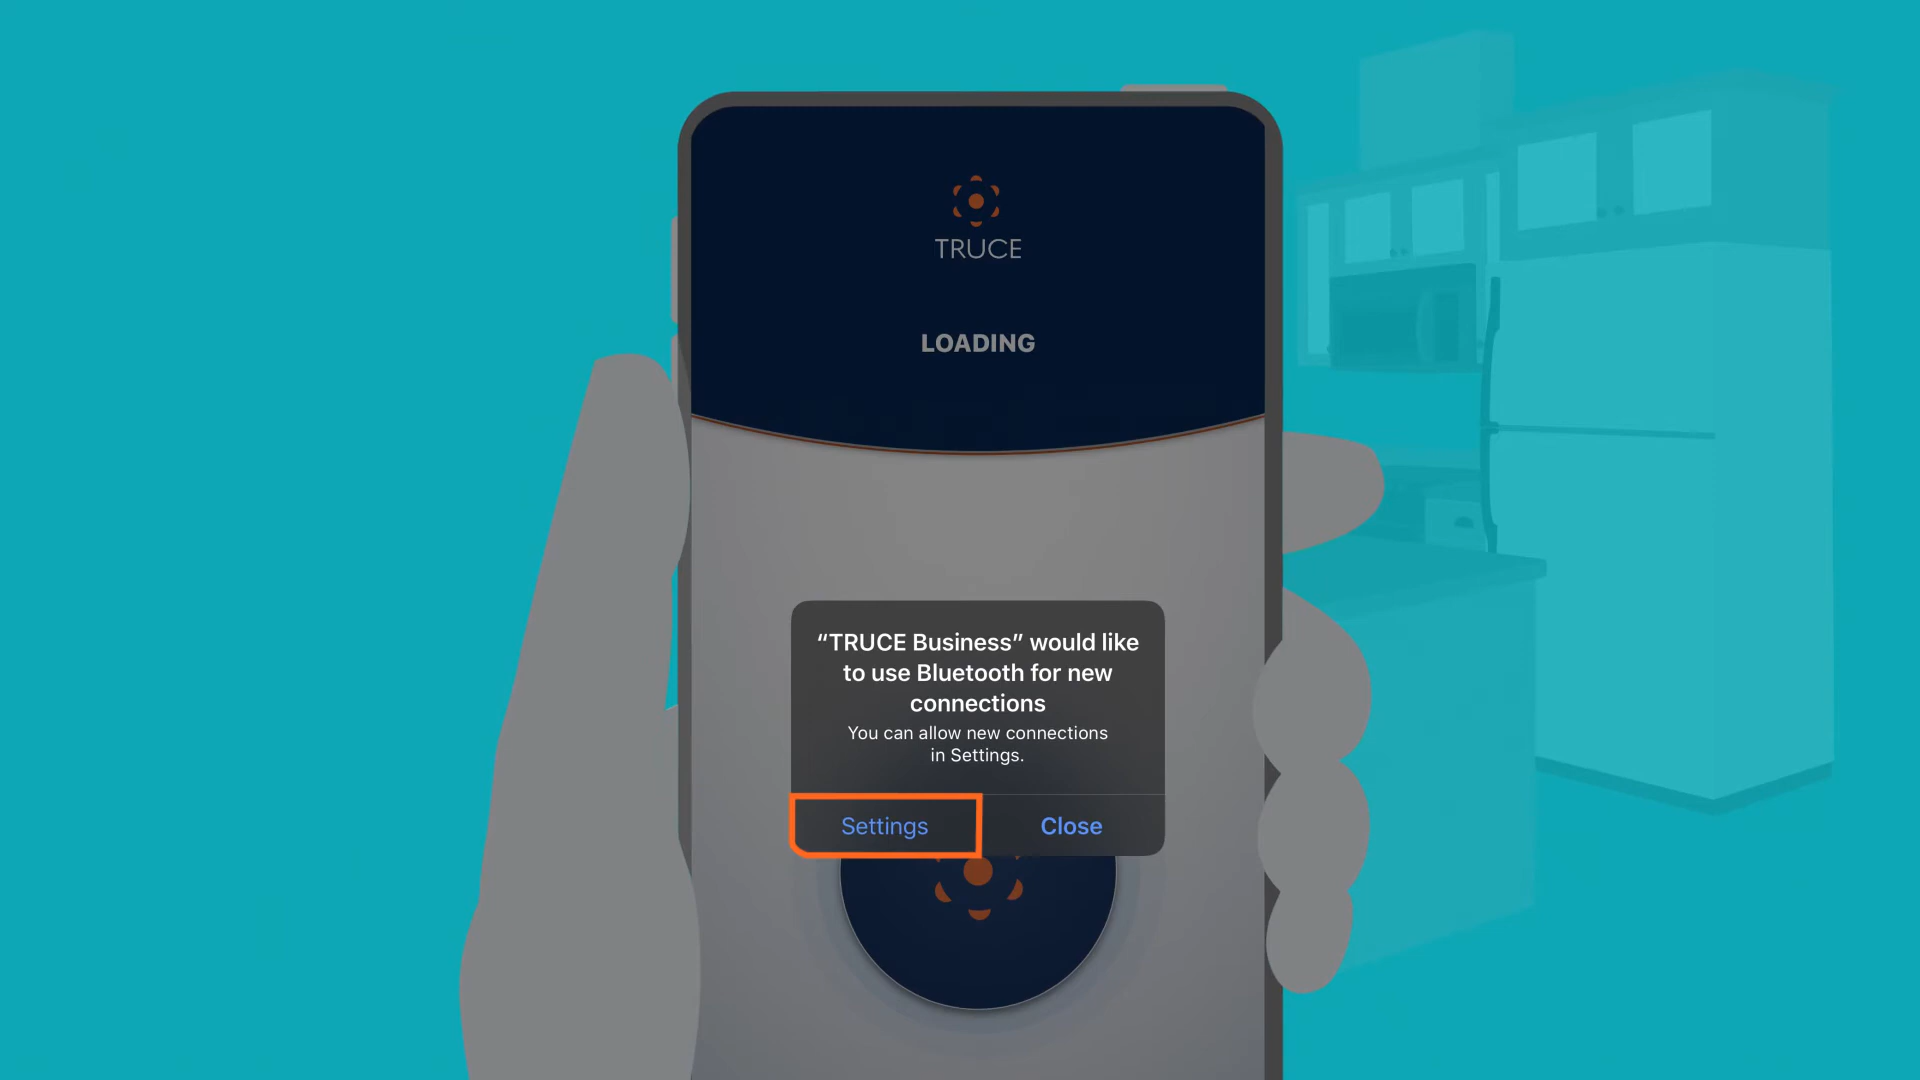 TRUCE
LOADING
“TRUCE Business” would like
to use Bluetooth for new
connections
You can allow new connections
in Settings.
Settings
Close